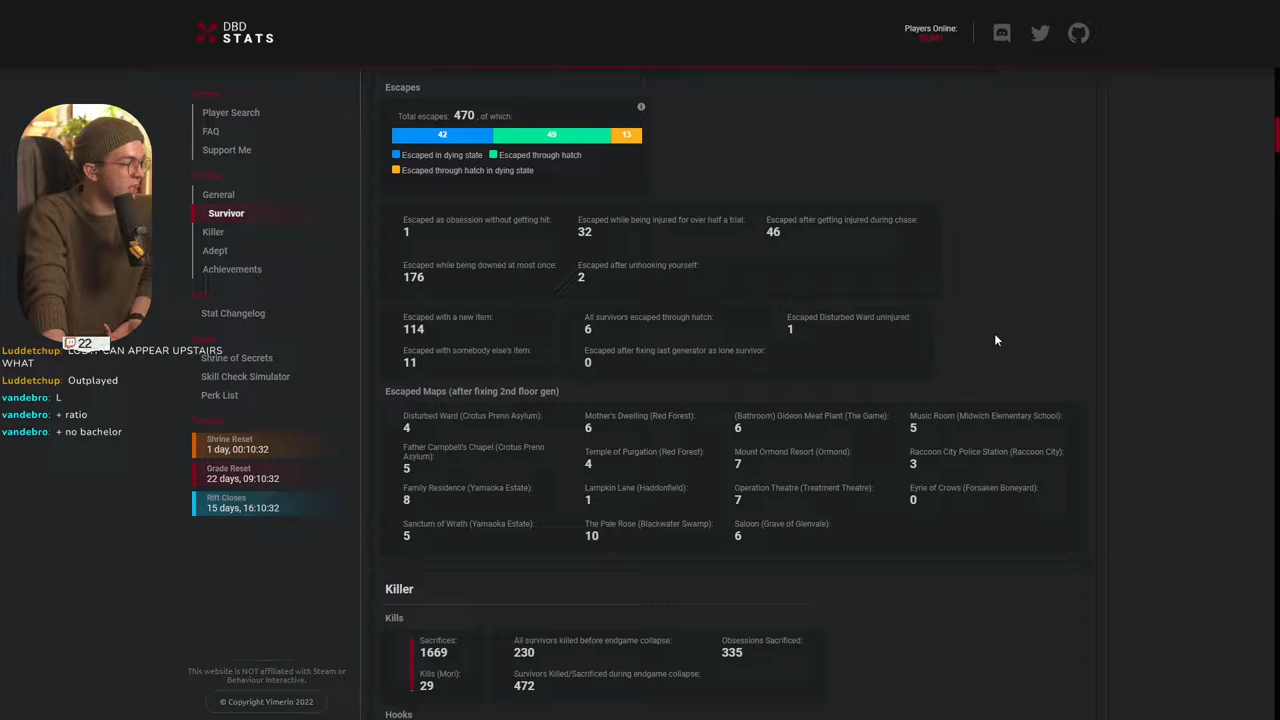 DBD
STATS
Players Online:
Player Search
FAQ
Support Me
General
Survivor
Killer
Adept
Achievements
Stat Changelog
Shrine of Secrets
Skill Check Simulator
Perk List
Shrine Reset
1 day, 00:10:32
Grade Reset
22 days, 09:10:32
Rift Closes
15 days, 16:10:32
This website is NOT affiliated with Steam or
Behaviour Interactive.
© Copyright Yimerin 2022
22
Luddetchup: CAN APPEAR UPSTAIRS
WHAT
Luddetchup: Outplayed
vandebro: L
vandebro: + ratio
vandebro: + no bachelor
Escapes
Total escapes: 470 , of which:
42 49 13
Escaped in dying state Escaped through hatch
Escaped through hatch in dying state
Escaped as obsession without getting hit: Escaped while being injured for over half a trial: Escaped after getting injured during chase:
1 32 46
Escaped while being downed at most once: Escaped after unhooking yourself:
176 2
Escaped with a new item: All survivors escaped through hatch: Escaped Disturbed Ward uninjured:
114 6 1
Escaped with somebody else's item: Escaped after fixing last generator as lone survivor:
11 0
Escaped Maps (after fixing 2nd floor gen)
Disturbed Ward (Crotus Prenn Asylum): Mother's Dwelling (Red Forest): (Bathroom) Gideon Meat Plant (The Game): Music Room (Midwich Elementary School):
4 6 6 5
Father Campbell's Chapel (Crotus Prenn
Asylum):
5
Temple of Purgation (Red Forest): Mount Ormond Resort (Ormond): Raccoon City Police Station (Raccoon City):
4 7 3
Family Residence (Yamaoka Estate): Lampkin Lane (Haddonfield): Operation Theatre (Treatment Theatre): Eyrie of Crows (Forsaken Boneyard):
8 1 7 0
Sanctum of Wrath (Yamaoka Estate): The Pale Rose (Blackwater Swamp): Saloon (Grave of Glenvale):
5 10 6
Killer
Kills
Sacrifices: All survivors killed before endgame collapse: Obsessions Sacrificed:
1669 230 335
Kills (Mori): Survivors Killed/Sacrificed during endgame collapse:
29 472
Hooks